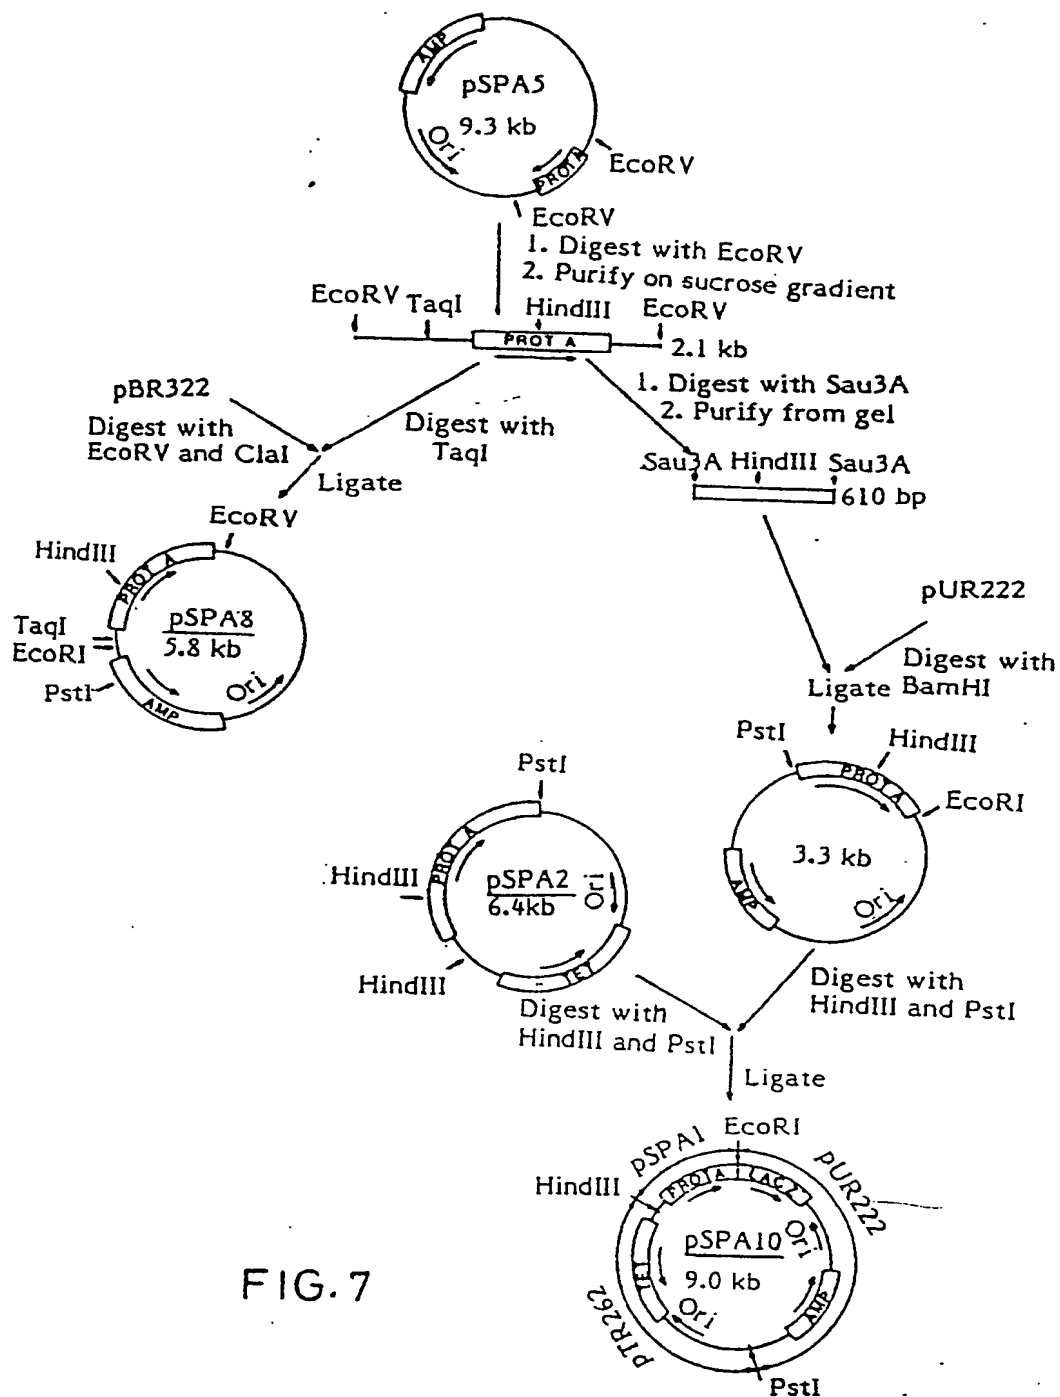 AMP
pSPA5
9.3 kb
Ori
PROT A
EcoRV
EcoRV
1. Digest with EcoRV
2. Purify on sucrose gradient
EcoRV TaqI HindIII EcoRV
PROT A
2.1 kb
pBR322
Digest with
EcoRV and ClaI
Digest with
TaqI
1. Digest with Sau3A
2. Purify from gel
Ligate
Sau3A HindIII Sau3A
610 bp
EcoRV
HindIII
PROT A
pSPA8
5.8 kb
TaqI
EcoRI
PstI
AMP
Ori
pUR222
Digest with
BamHI
Ligate
PstI
HindIII
PROT A
EcoRI
3.3 kb
AMP
Ori
PstI
PROT A
HindIII
pSPA2
6.4kb
Ori
HindIII
Digest with
HindIII and PstI
Digest with
HindIII and PstI
Ligate
EcoRI
pSPA1
pUR222
HindIII
PROT A
LAC Z
pSPA10
9.0 kb
Ori
Ori
AMP
pTR262
PstI
FIG. 7